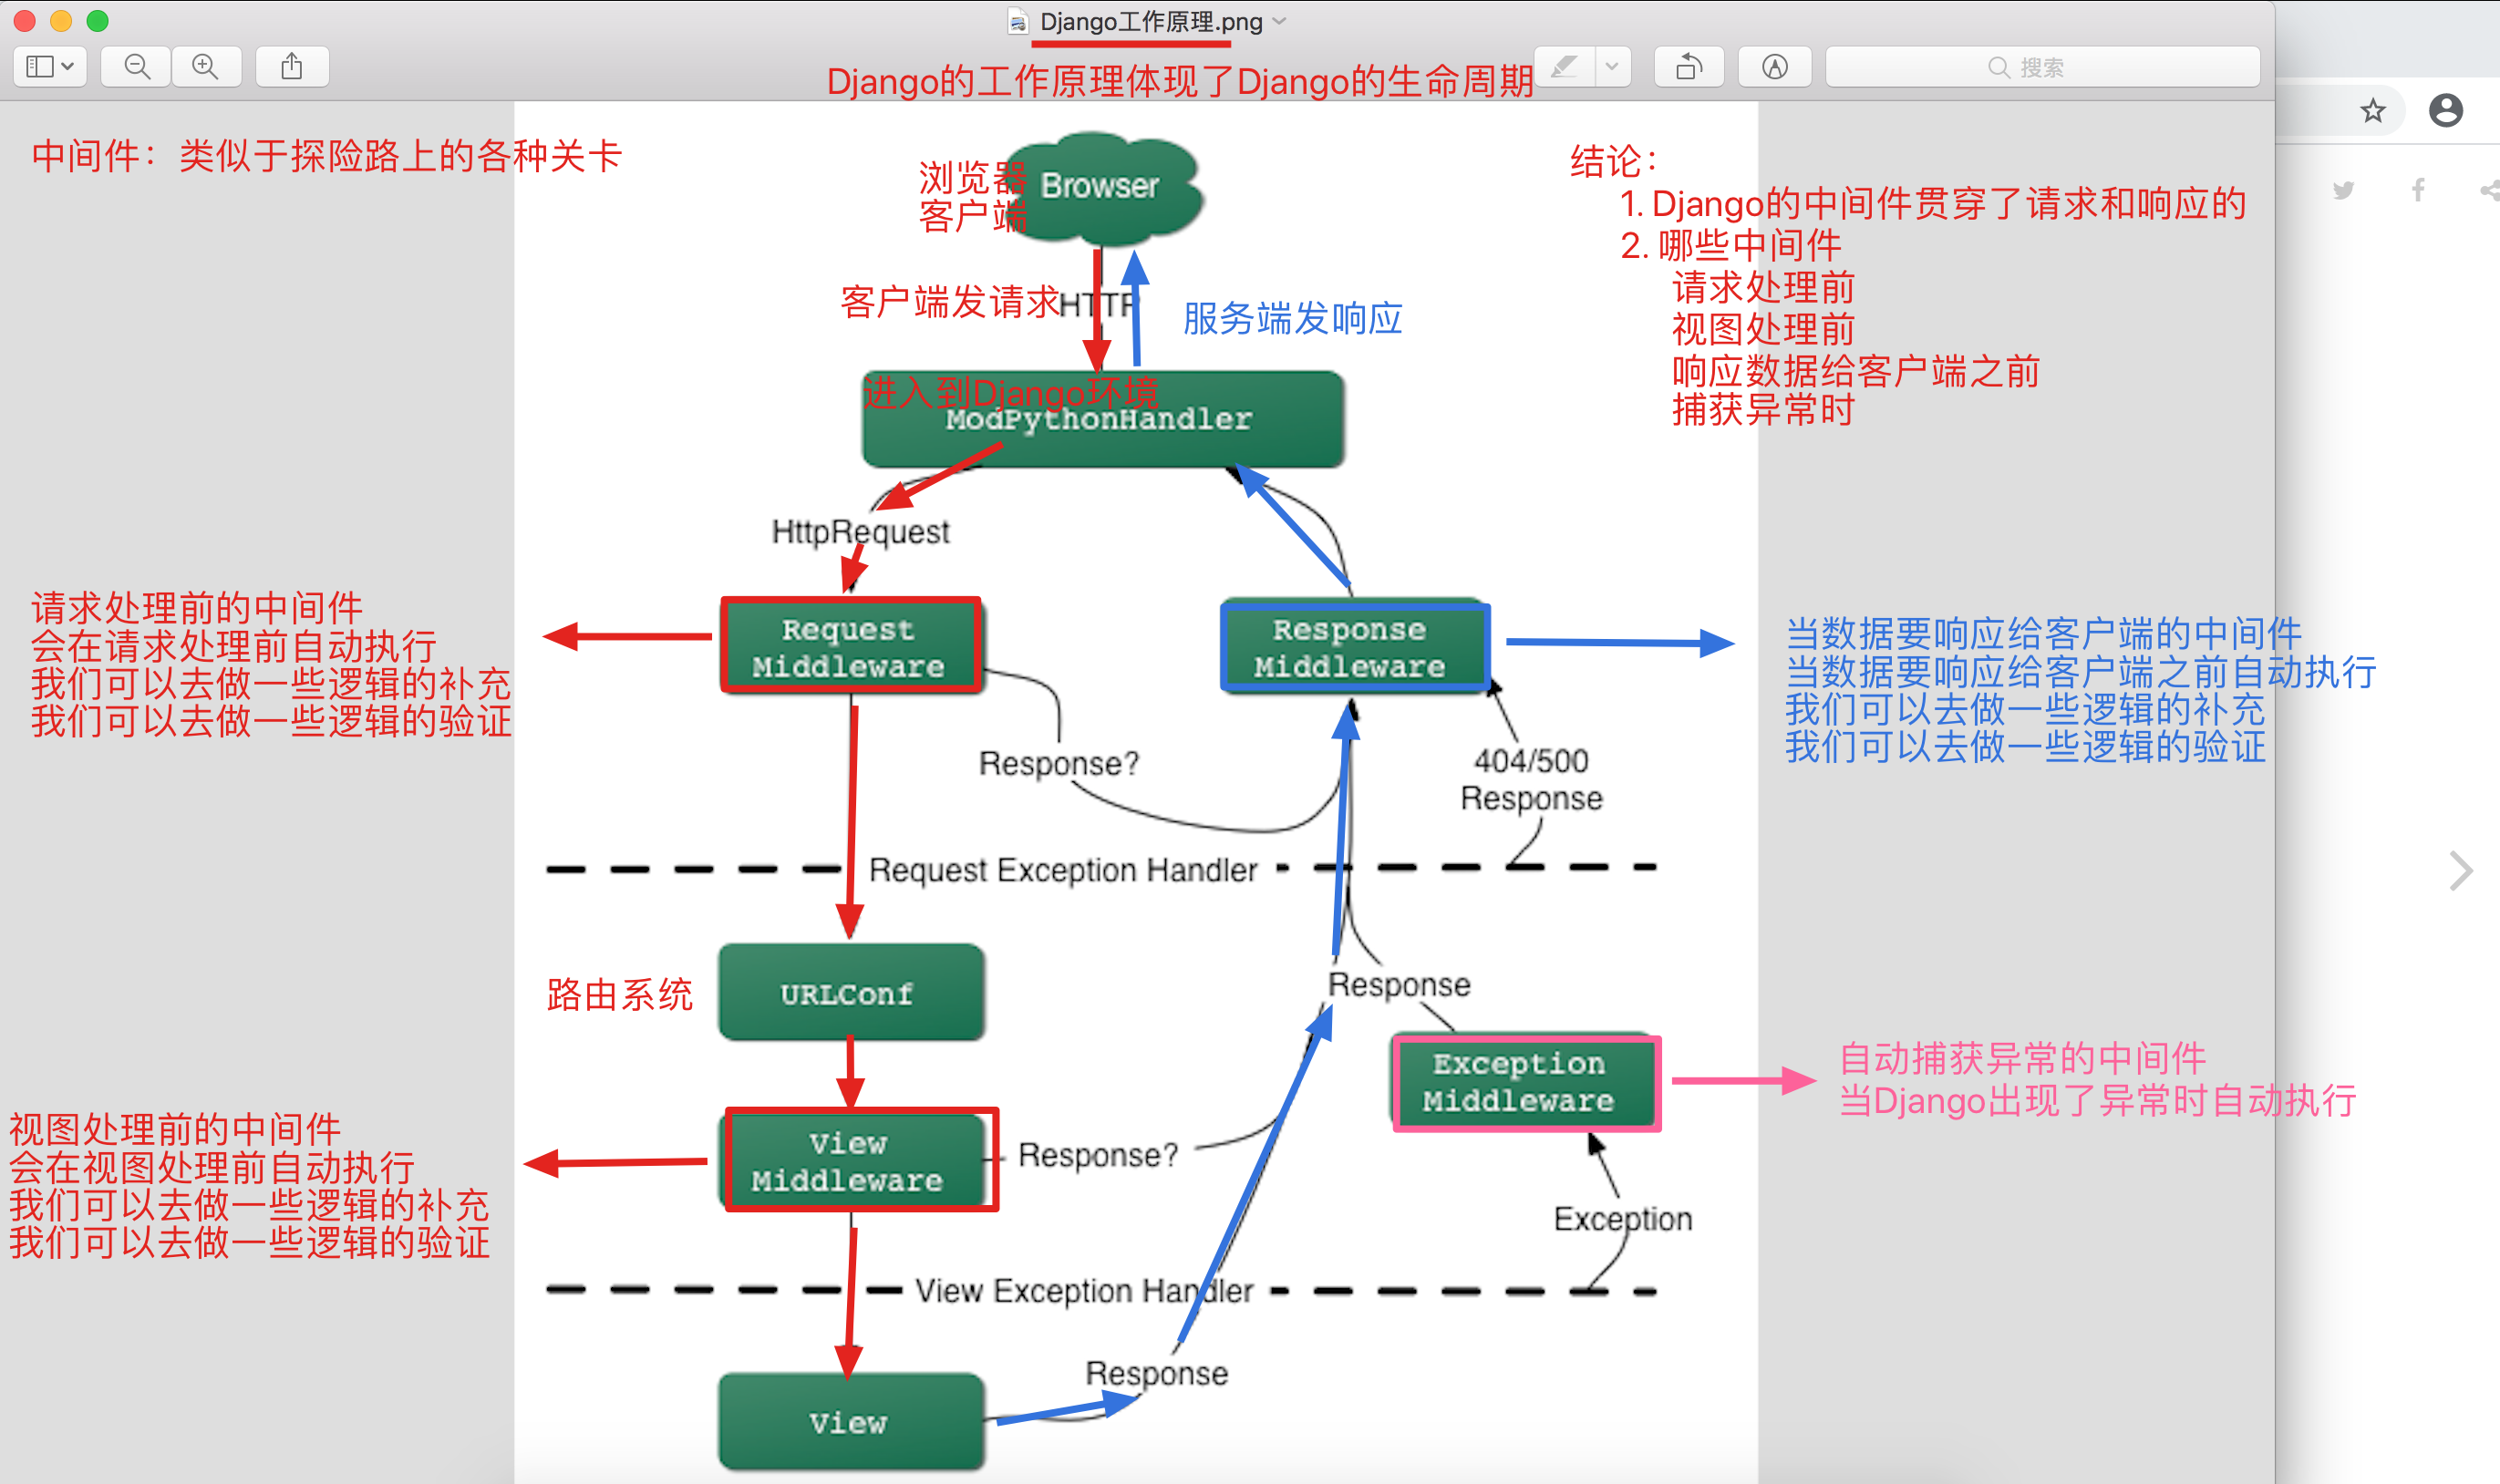 Django工作原理.png
搜索
Django的工作原理体现了Django的生命周期
中间件：类似于探险路上的各种关卡
浏览器
客户端
Browser
结论：
1. Django的中间件贯穿了请求和响应的
2. 哪些中间件
请求处理前
视图处理前
响应数据给客户端之前
捕获异常时
客户端发请求
HTTP
服务端发响应
进入到Django环境
ModPythonHandler
HttpRequest
请求处理前的中间件
会在请求处理前自动执行
我们可以去做一些逻辑的补充
我们可以去做一些逻辑的验证
Request
Middleware
Response
Middleware
当数据要响应给客户端的中间件
当数据要响应给客户端之前自动执行
我们可以去做一些逻辑的补充
我们可以去做一些逻辑的验证
Response?
404/500
Response
Request Exception Handler
路由系统
URLConf
Response
Exception
Middleware
自动捕获异常的中间件
当Django出现了异常时自动执行
视图处理前的中间件
会在视图处理前自动执行
我们可以去做一些逻辑的补充
我们可以去做一些逻辑的验证
View
Middleware
Response?
Exception
View Exception Handler
Response
View